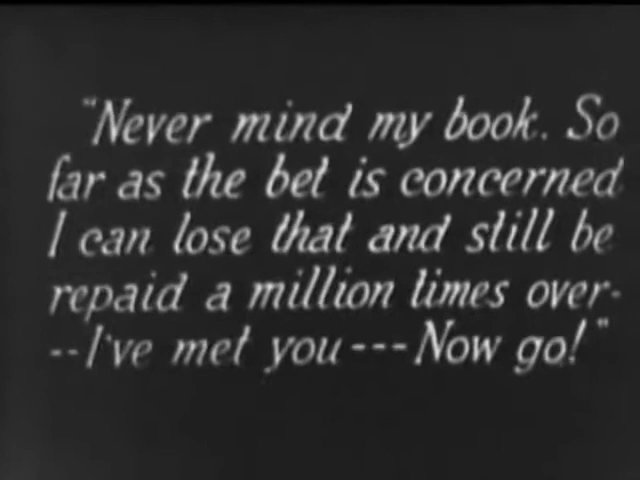 "Never mind my book. So
far as the bet is concerned
I can lose that and still be
repaid a million times over-
--I've met you---Now go!"